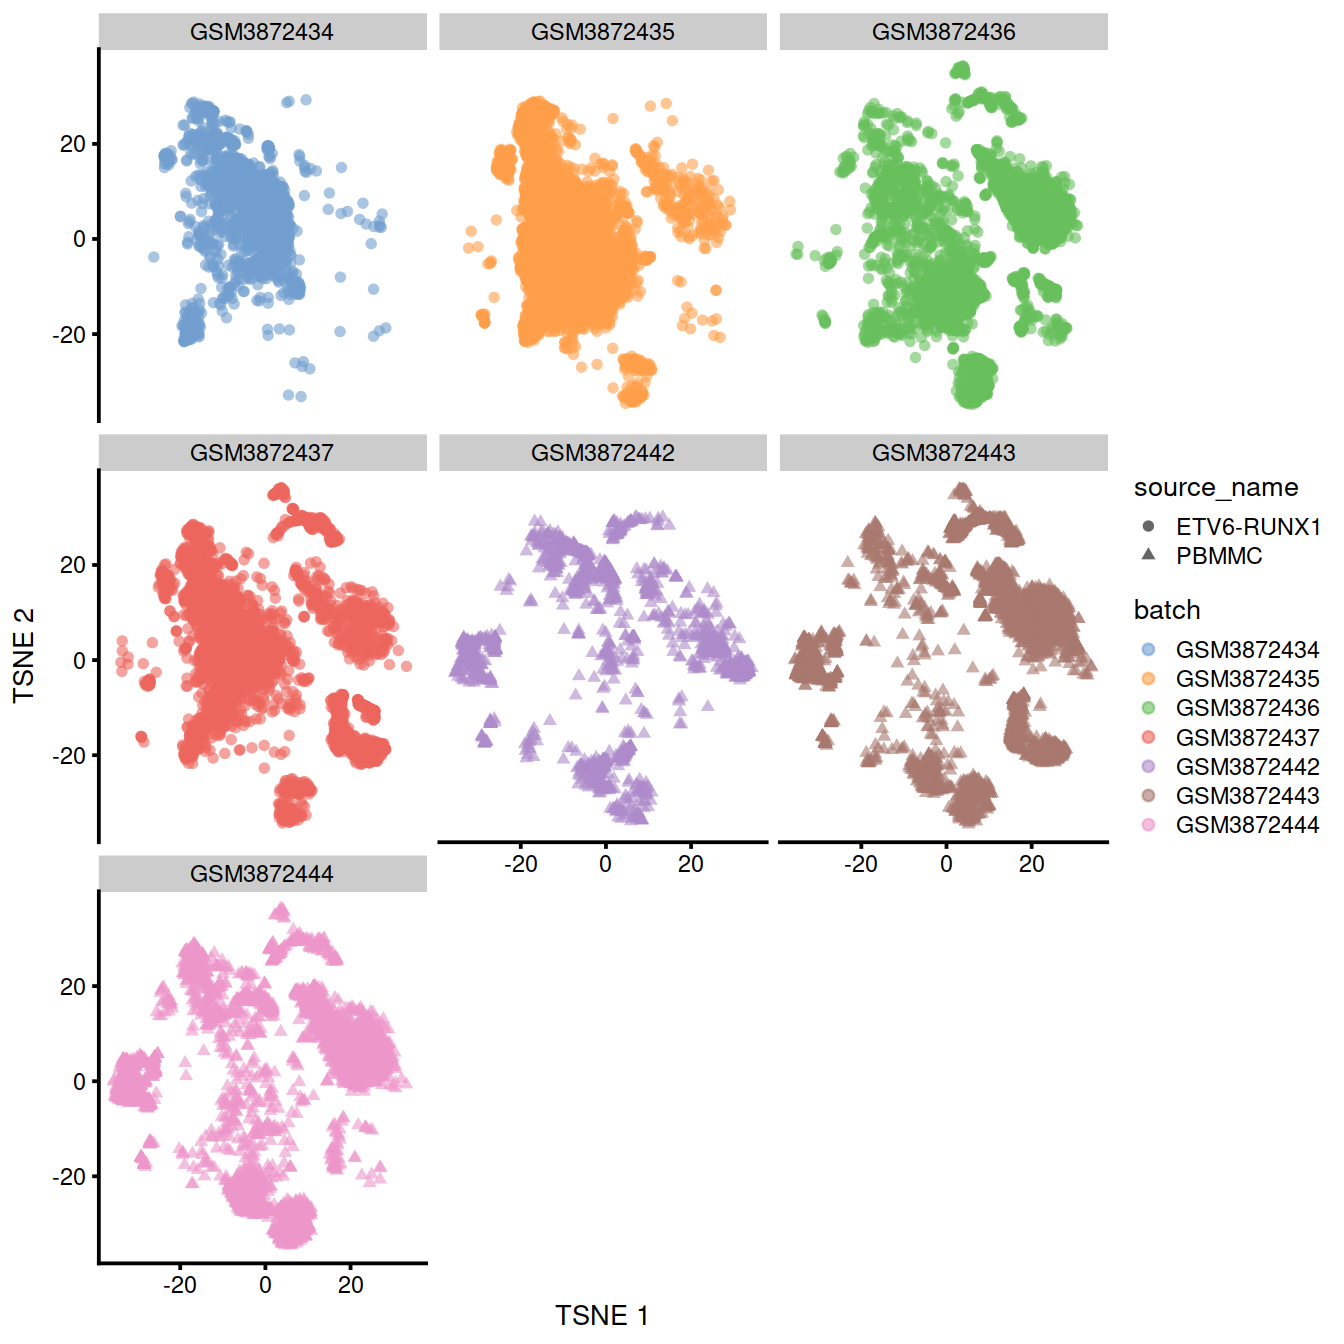 GSM3872434 GSM3872435 GSM3872436
20
0
-20
GSM3872437 GSM3872442 GSM3872443
20
0
-20
-20 0 20 -20 0 20
GSM3872444
20
0
-20
-20 0 20
TSNE 1
TSNE 2
source_name
ETV6-RUNX1
PBMMC
batch
GSM3872434
GSM3872435
GSM3872436
GSM3872437
GSM3872442
GSM3872443
GSM3872444